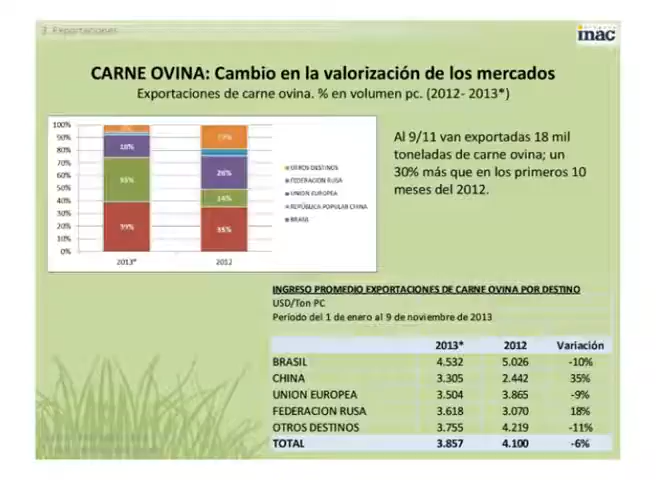 3. Exportaciones
inac
CARNE OVINA: Cambio en la valorización de los mercados
Exportaciones de carne ovina. % en volumen pc. (2012- 2013*)
100%
90%
80%
70%
60%
50%
40%
30%
20%
10%
0%
18%
35%
39%
19%
26%
14%
35%
2013*
2012
OTROS DESTINOS
FEDERACION RUSA
UNION EUROPEA
REPÚBLICA POPULAR CHINA
BRASIL
Al 9/11 van exportadas 18 mil
toneladas de carne ovina; un
30% más que en los primeros 10
meses del 2012.
INGRESO PROMEDIO EXPORTACIONES DE CARNE OVINA POR DESTINO
USD/Ton PC
Periodo del 1 de enero al 9 de noviembre de 2013
2013* 2012 Variación
BRASIL 4.532 5.026 -10%
CHINA 3.305 2.442 35%
UNION EUROPEA 3.504 3.865 -9%
FEDERACION RUSA 3.618 3.070 18%
OTROS DESTINOS 3.755 4.219 -11%
TOTAL 3.857 4.100 -6%